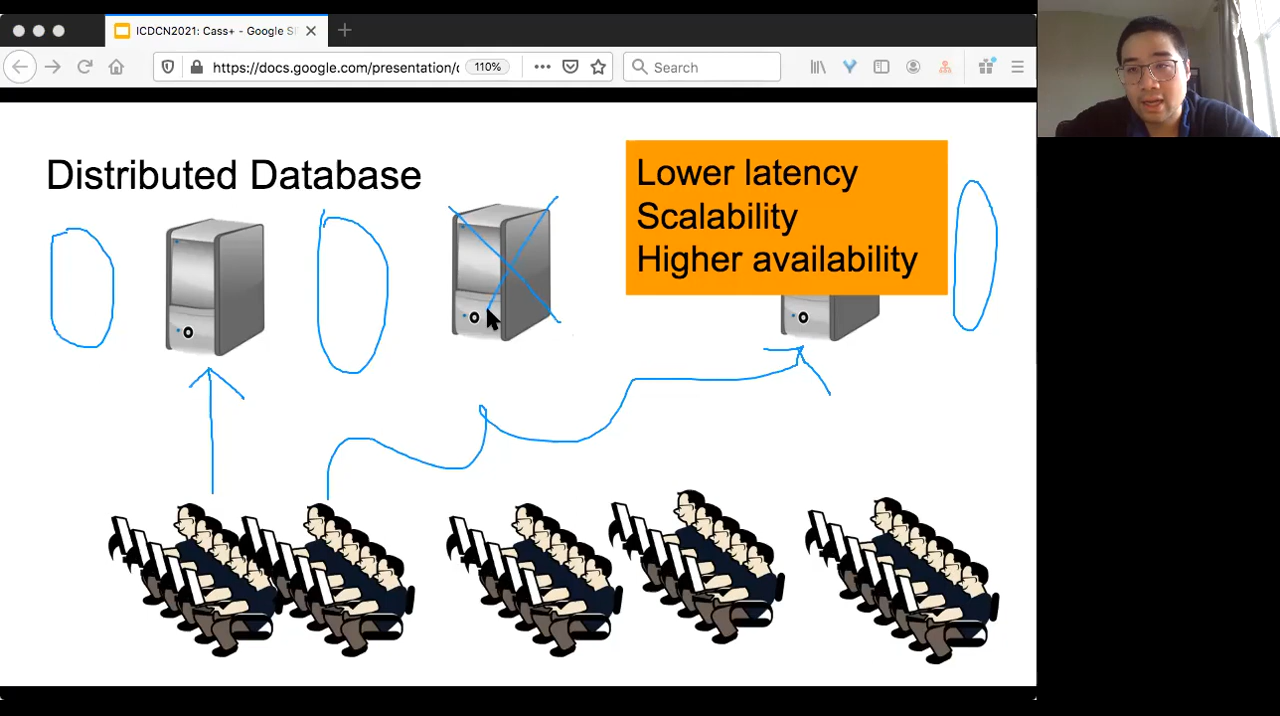 ICDCN2021: Cass+ - Google Sl
https://docs.google.com/presentation/d
110%
Search
Distributed Database
Lower latency
Scalability
Higher availability